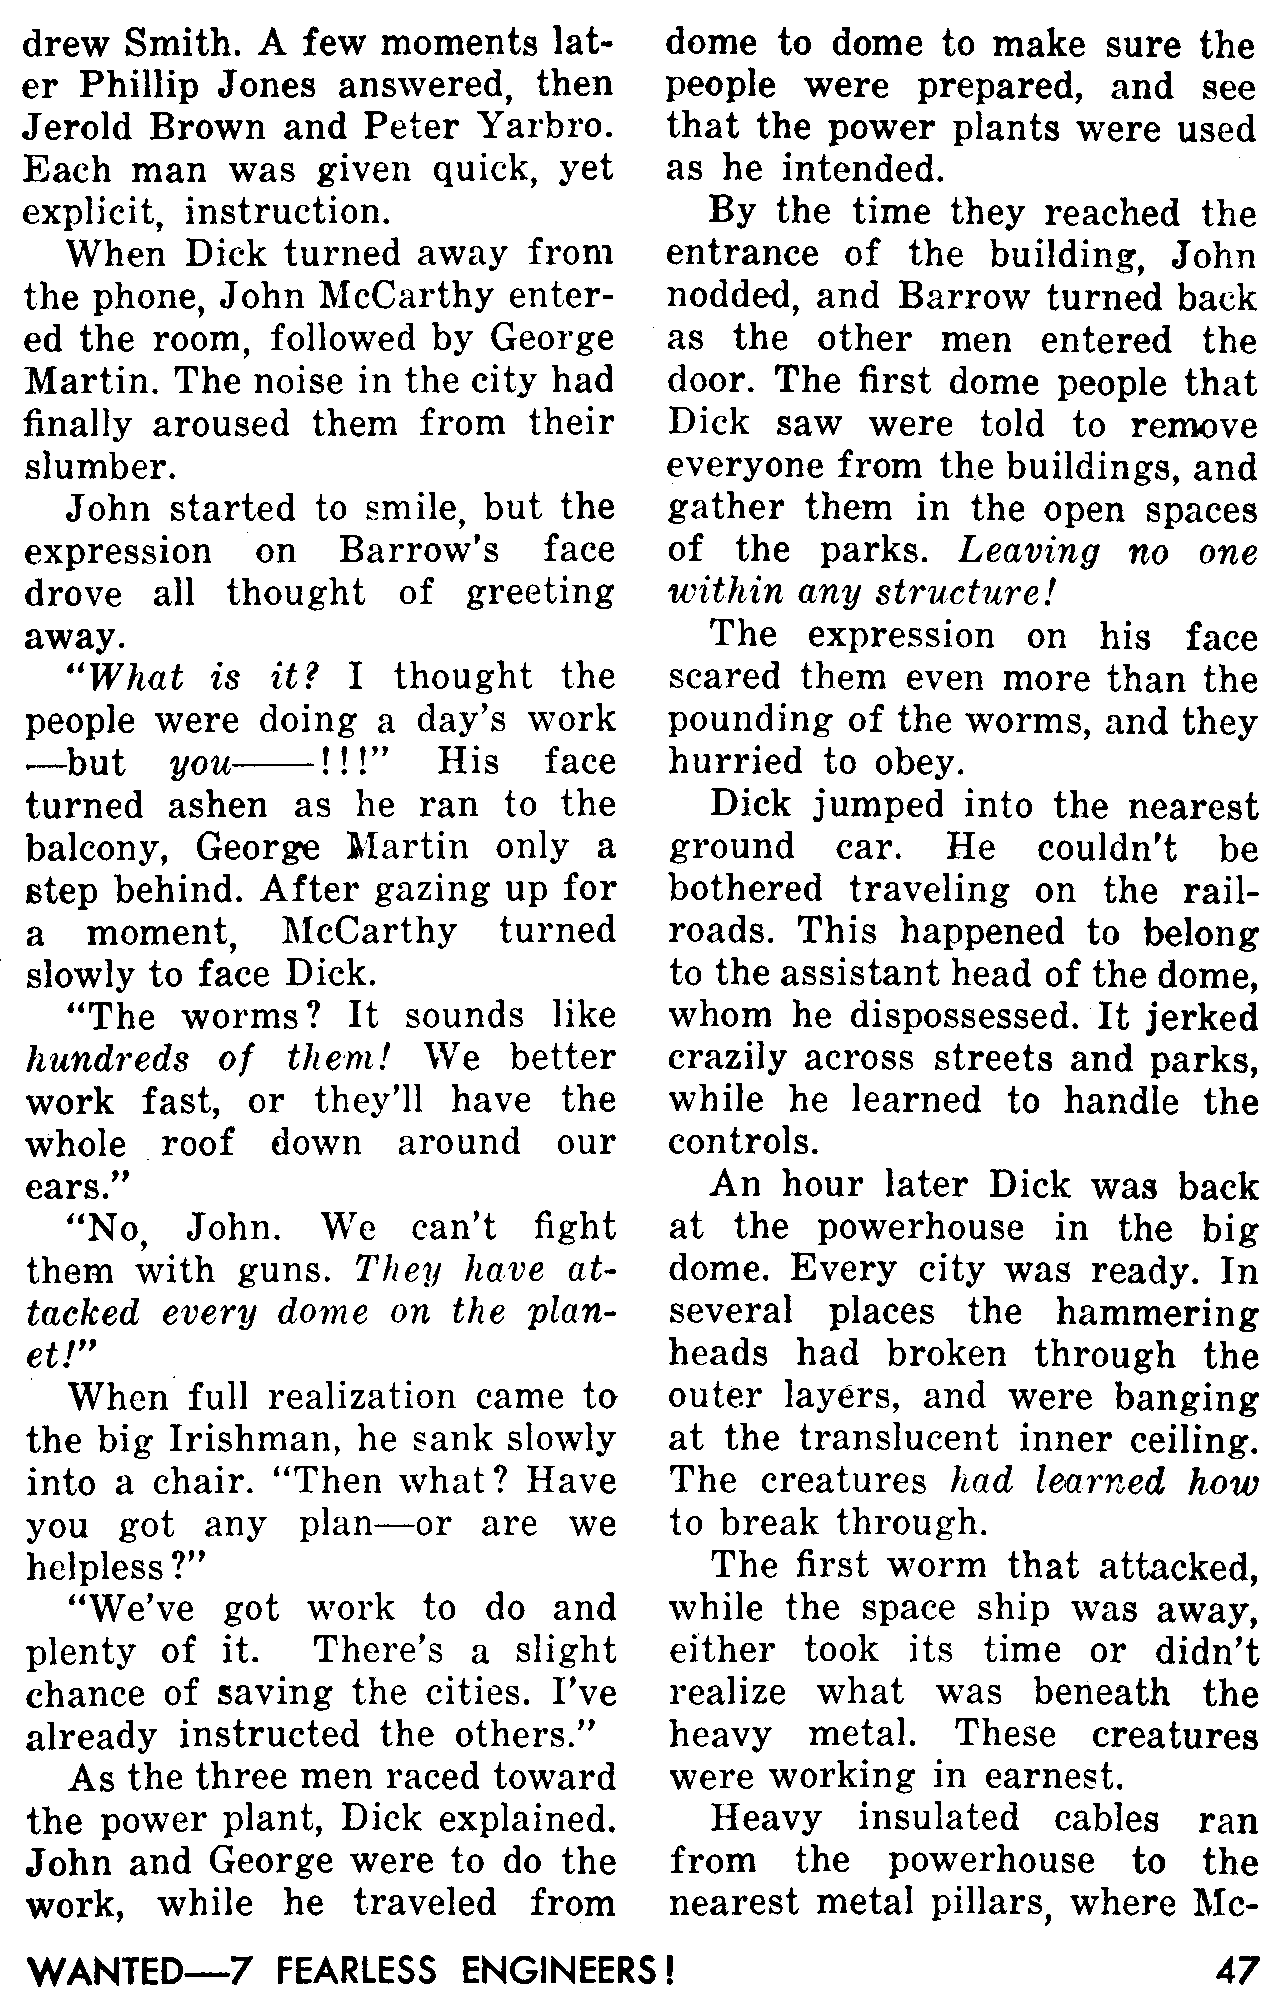 drew Smith. A few moments lat-
er Phillip Jones answered, then
Jerold Brown and Peter Yarbro.
Each man was given quick, yet
explicit, instruction.
When Dick turned away from
the phone, John McCarthy enter-
ed the room, followed by George
Martin. The noise in the city had
finally aroused them from their
slumber.
John started to smile, but the
expression on Barrow's face
drove all thought of greeting
away.
"What is it? I thought the
people were doing a day's work
—but you——!!!" His face
turned ashen as he ran to the
balcony, George Martin only a
step behind. After gazing up for
a moment, McCarthy turned
slowly to face Dick.
"The worms? It sounds like
hundreds of them! We better
work fast, or they'll have the
whole roof down around our
ears."
"No, John. We can't fight
them with guns. They have at-
tacked every dome on the plan-
et!"
When full realization came to
the big Irishman, he sank slowly
into a chair. "Then what? Have
you got any plan—or are we
helpless?"
"We've got work to do and
plenty of it. There's a slight
chance of saving the cities. I've
already instructed the others."
As the three men raced toward
the power plant, Dick explained.
John and George were to do the
work, while he traveled from
dome to dome to make sure the
people were prepared, and see
that the power plants were used
as he intended.
By the time they reached the
entrance of the building, John
nodded, and Barrow turned back
as the other men entered the
door. The first dome people that
Dick saw were told to remove
everyone from the buildings, and
gather them in the open spaces
of the parks. Leaving no one
within any structure!
The expression on his face
scared them even more than the
pounding of the worms, and they
hurried to obey.
Dick jumped into the nearest
ground car. He couldn't be
bothered traveling on the rail-
roads. This happened to belong
to the assistant head of the dome,
whom he dispossessed. It jerked
crazily across streets and parks,
while he learned to handle the
controls.
An hour later Dick was back
at the powerhouse in the big
dome. Every city was ready. In
several places the hammering
heads had broken through the
outer layers, and were banging
at the translucent inner ceiling.
The creatures had learned how
to break through.
The first worm that attacked,
while the space ship was away,
either took its time or didn't
realize what was beneath the
heavy metal. These creatures
were working in earnest.
Heavy insulated cables ran
from the powerhouse to the
nearest metal pillars, where Mc-
WANTED—7 FEARLESS ENGINEERS! 47